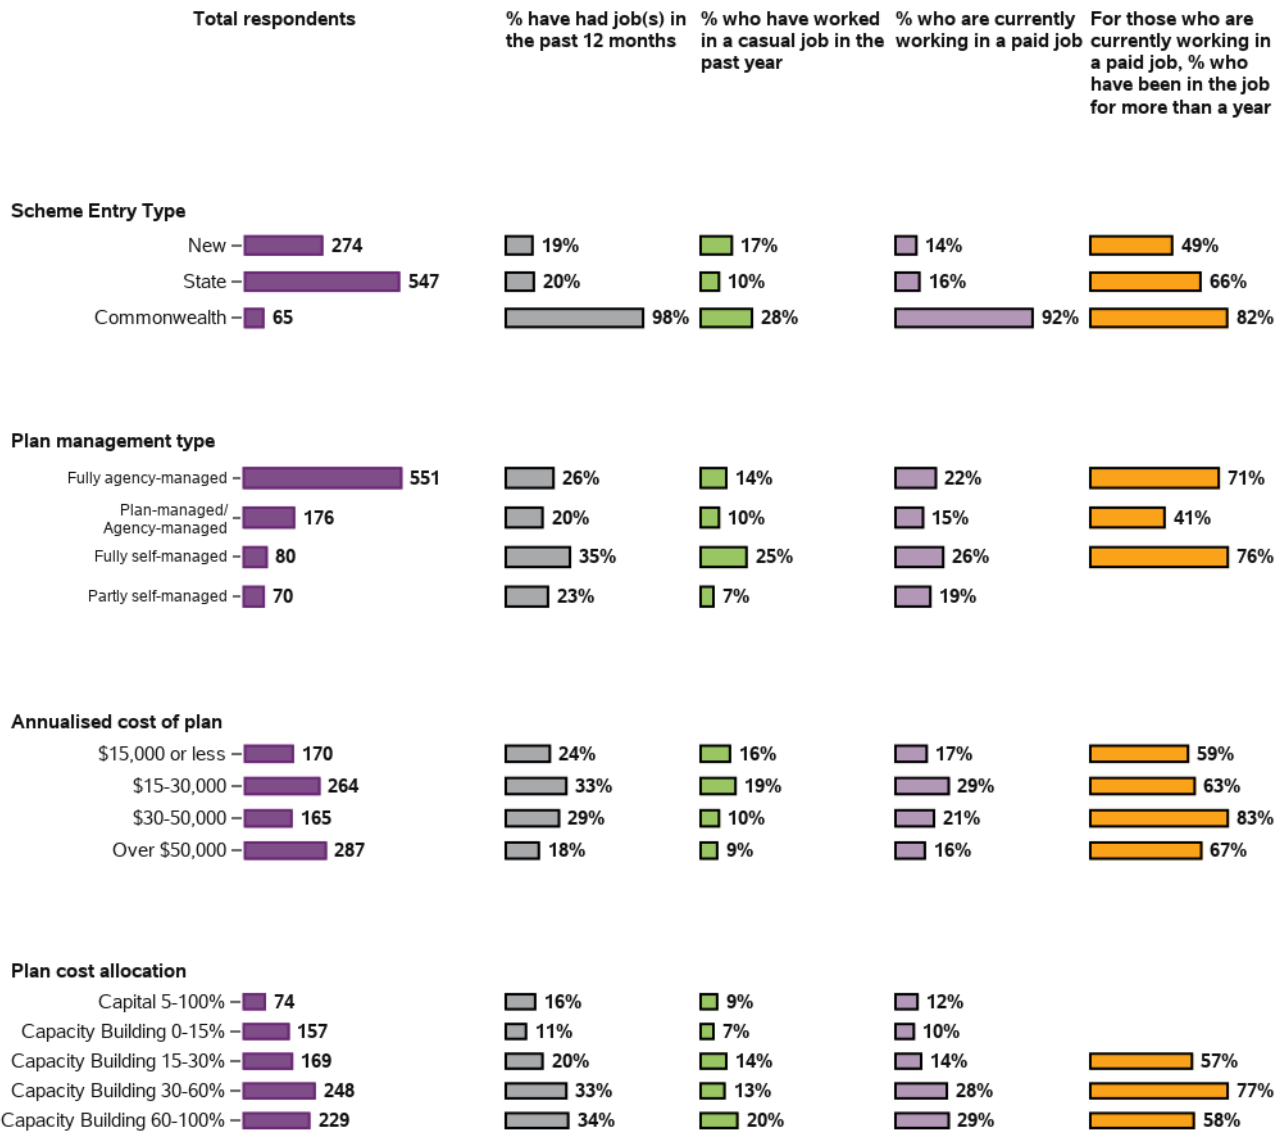 Total respondents
% have had job(s) in the past 12 months
% who have worked in a casual job in the past year
% who are currently working in a paid job
For those who are currently working in a paid job, % who have been in the job for more than a year
Scheme Entry Type
New 274 19% 17% 14% 49%
State 547 20% 10% 16% 66%
Commonwealth 65 98% 28% 92% 82%
Plan management type
Fully agency-managed 551 26% 14% 22% 71%
Plan-managed/
Agency-managed 176 20% 10% 15% 41%
Fully self-managed 80 35% 25% 26% 76%
Partly self-managed 70 23% 7% 19%
Annualised cost of plan
$15,000 or less 170 24% 16% 17% 59%
$15-30,000 264 33% 19% 29% 63%
$30-50,000 165 29% 10% 21% 83%
Over $50,000 287 18% 9% 16% 67%
Plan cost allocation
Capital 5-100% 74 16% 9% 12%
Capacity Building 0-15% 157 11% 7% 10%
Capacity Building 15-30% 169 20% 14% 14% 57%
Capacity Building 30-60% 248 33% 13% 28% 77%
Capacity Building 60-100% 229 34% 20% 29% 58%